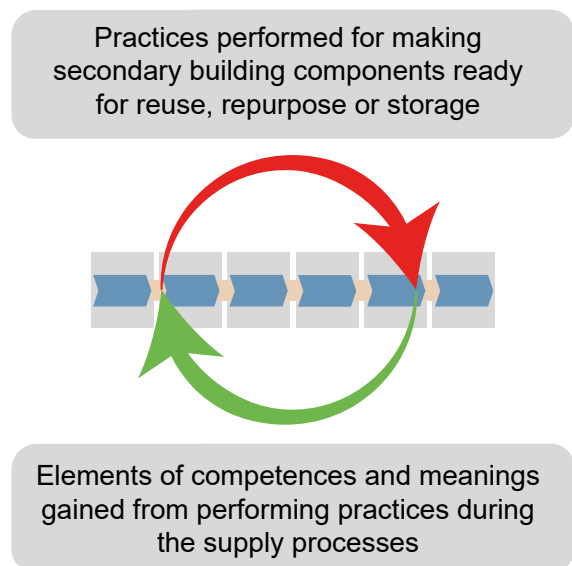 Practices performed for making
secondary building components ready
for reuse, repurpose or storage
Elements of competences and meanings
gained from performing practices during
the supply processes